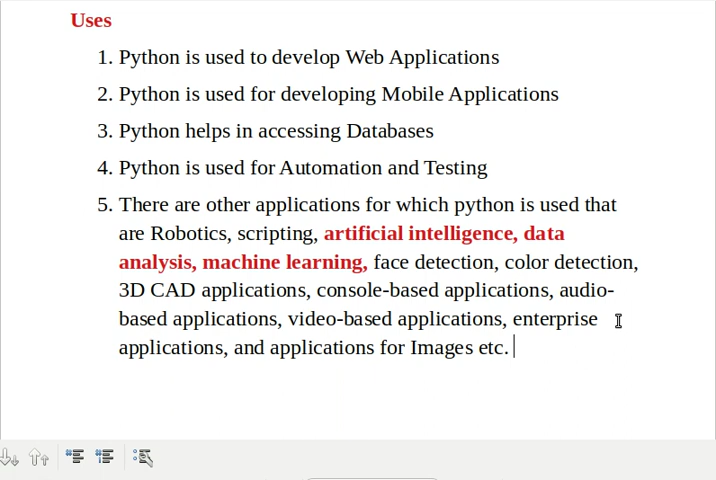 Uses
1. Python is used to develop Web Applications
2. Python is used for developing Mobile Applications
3. Python helps in accessing Databases
4. Python is used for Automation and Testing
5. There are other applications for which python is used that
are Robotics, scripting, artificial intelligence, data
analysis, machine learning, face detection, color detection,
3D CAD applications, console-based applications, audio-
based applications, video-based applications, enterprise
applications, and applications for Images etc.